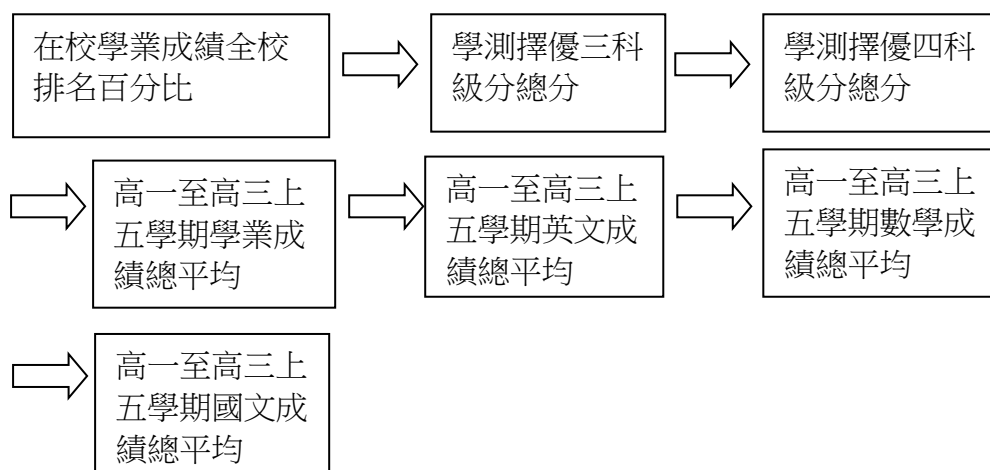 在校學業成績全校
排名百分比
學測擇優三科
級分總分
學測擇優四科
級分總分
高一至高三上
五學期學業成
績總平均
高一至高三上
五學期英文成
績總平均
高一至高三上
五學期數學成
績總平均
高一至高三上
五學期國文成
績總平均